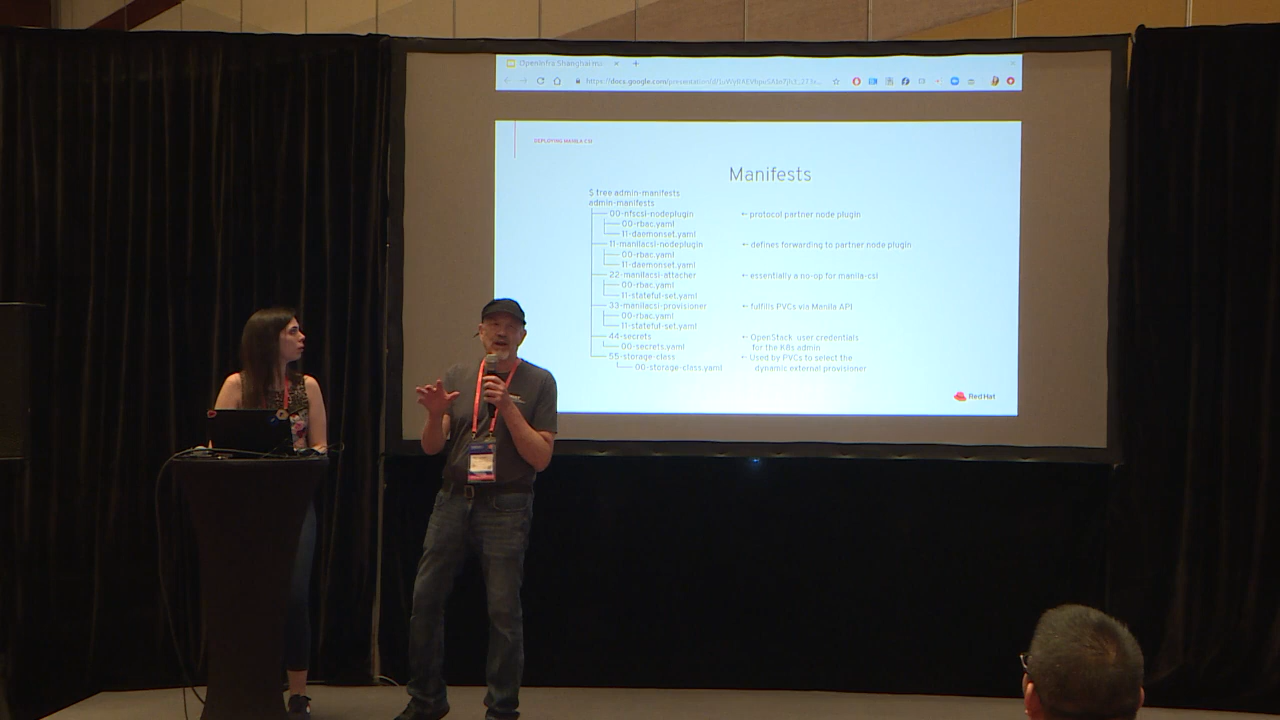 OpenInfra Shanghai
DEPLOYING MANILA CSI
Manifests
$ tree admin-manifests
admin-manifests
00-nfscsi-nodeplugin ← protocol partner node plugin
00-rbac.yaml
11-daemonset.yaml
11-manilacsi-nodeplugin ← defines forwarding to partner node plugin
00-rbac.yaml
11-daemonset.yaml
22-manilacsi-attacher ← essentially a no-op for manila-csi
00-rbac.yaml
11-stateful-set.yaml
33-manilacsi-provisioner ← fulfills PVCs via Manila API
00-rbac.yaml
11-stateful-set.yaml
44-secrets ← OpenStack user credentials
00-secrets.yaml for the K8s admin
55-storage-class ← Used by PVCs to select the
00-storage-class.yaml dynamic external provisioner
Red Hat